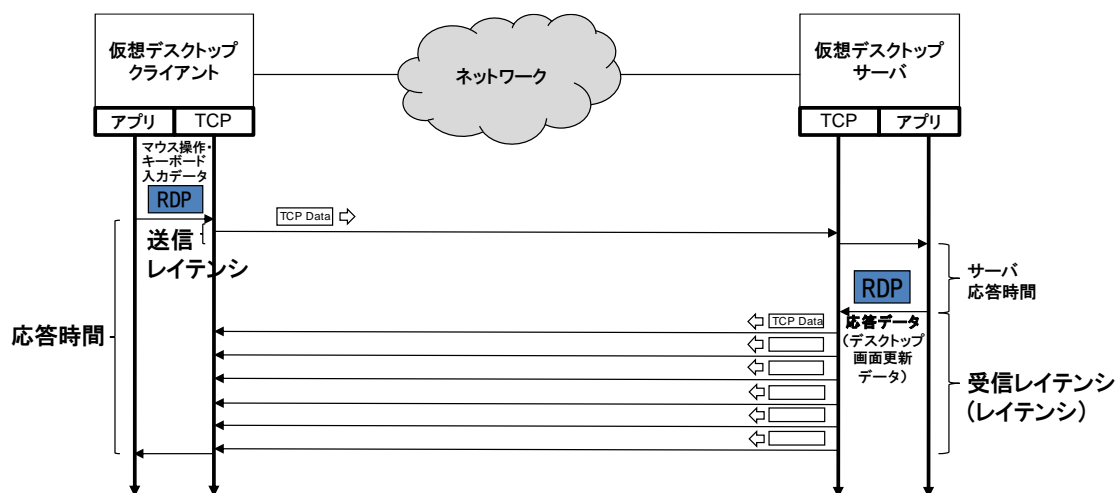 仮想デスクトップ
クライアント
ネットワーク
仮想デスクトップ
サーバ
アプリ
TCP
TCP
アプリ
マウス操作・
キーボード
入力データ
RDP
TCP Data
送信
レイテンシ
サーバ
応答時間
RDP
応答時間
TCP Data
応答データ
(デスクトップ
画面更新
データ)
受信レイテンシ
(レイテンシ)